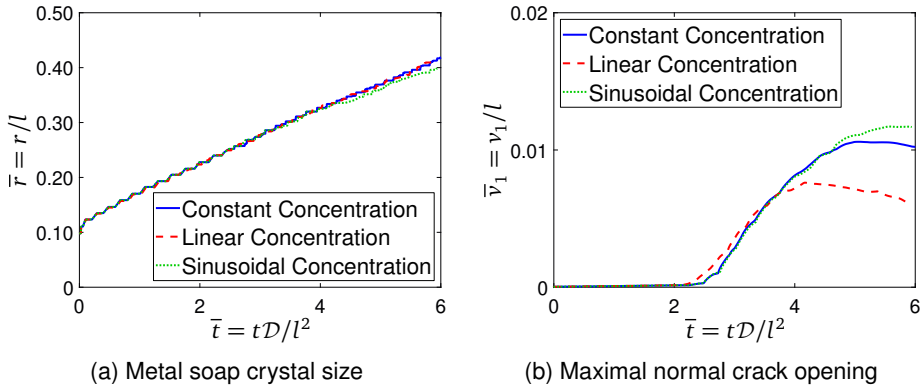 0.40
0.30
0.20
0.10
0
r̅ = r/l
Constant Concentration
Linear Concentration
Sinusoidal Concentration
0 2 4 6
t̅ = t𝒟/l²
(a) Metal soap crystal size
0.02
0.01
0
v̅₁ = v₁/l
Constant Concentration
Linear Concentration
Sinusoidal Concentration
0 2 4 6
t̅ = t𝒟/l²
(b) Maximal normal crack opening